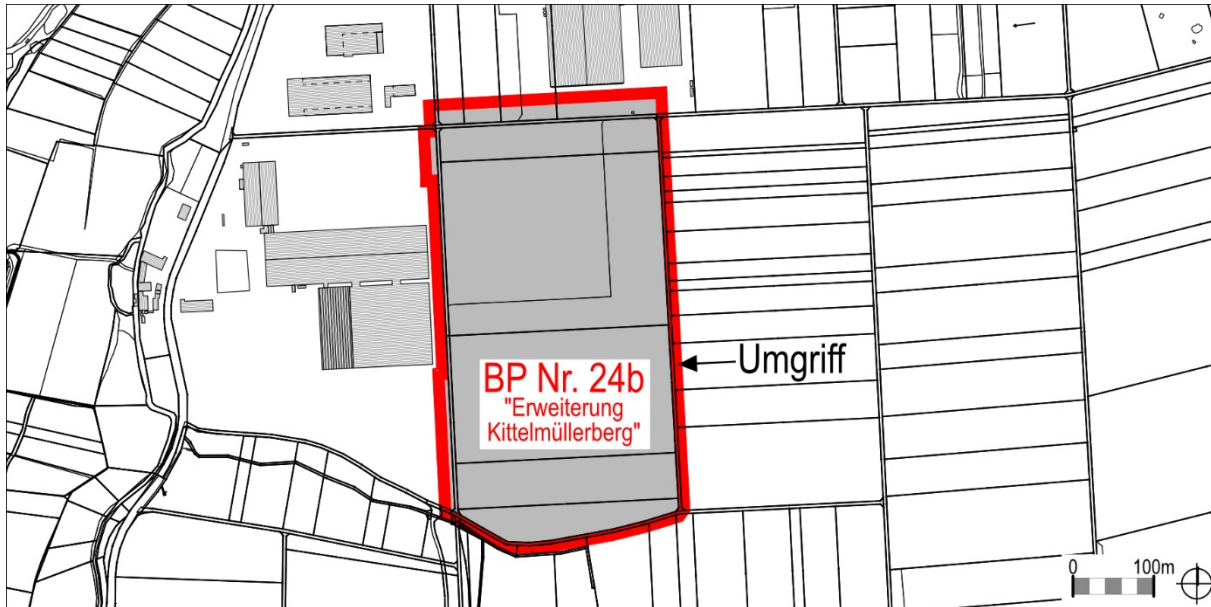 BP Nr. 24b
"Erweiterung
Kittelmüllerberg"
Umgriff
0 100m